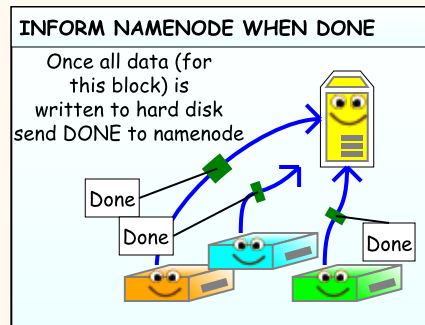 INFORM NAMENODE WHEN DONE
Once all data (for
this block) is
written to hard disk
send DONE to namenode
Done
Done
Done